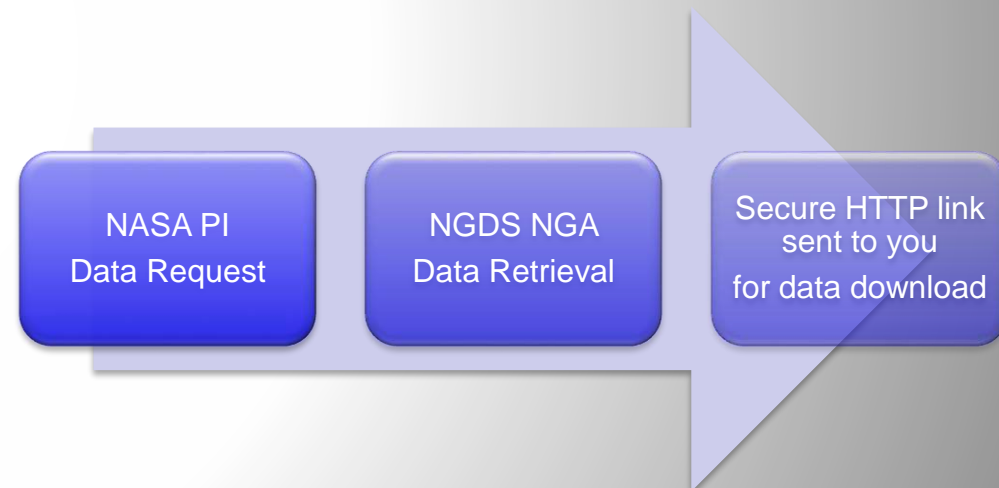 NASA PI
Data Request
NGDS NGA
Data Retrieval
Secure HTTP link
sent to you
for data download